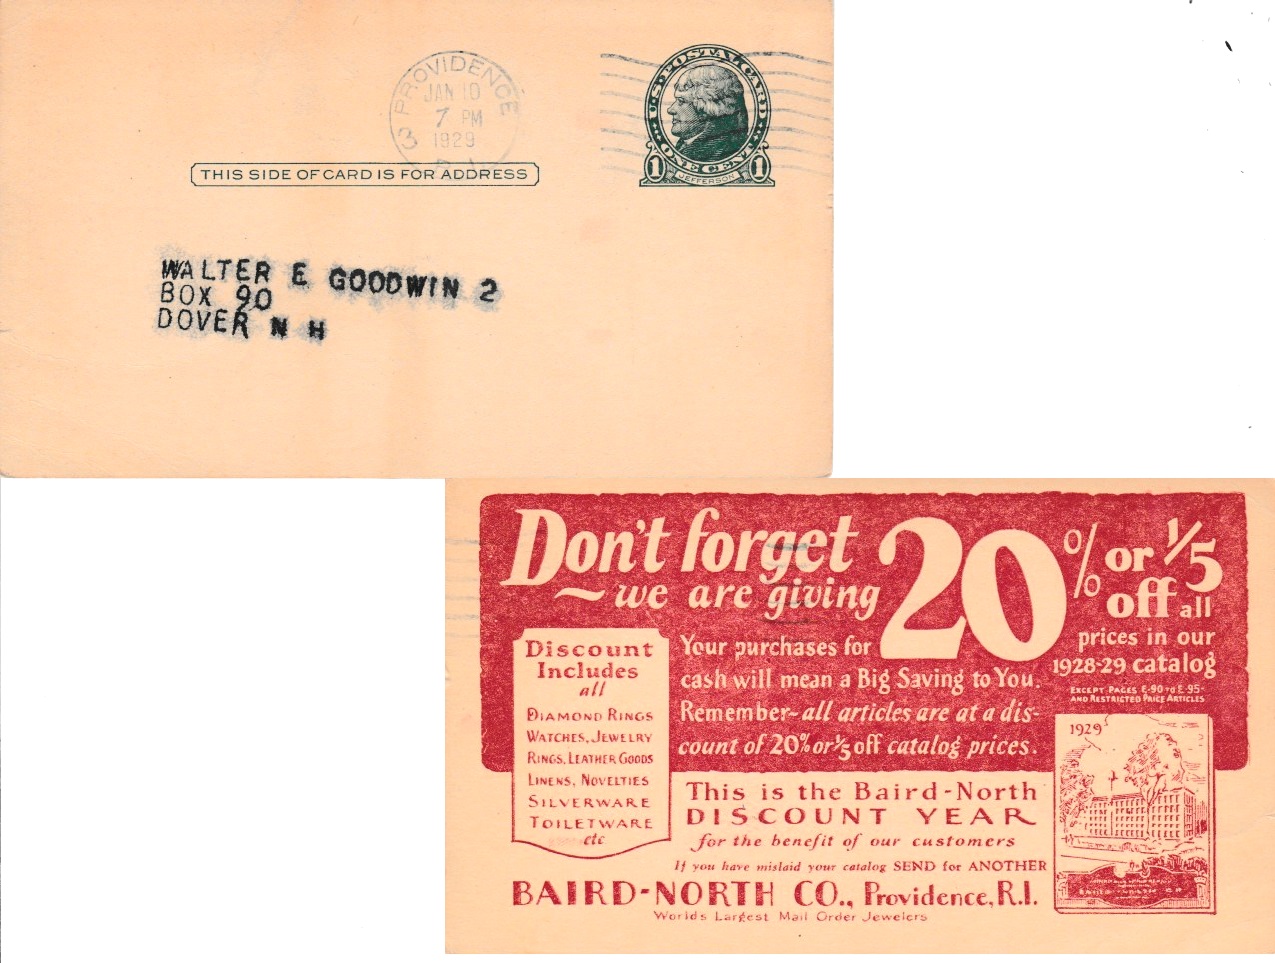 PROVIDENCE
JAN 10
7 PM
1929
3
R.I.
U.S. POSTAL CARD
1 ONE CENT 1
JEFFERSON
THIS SIDE OF CARD IS FOR ADDRESS
WALTER E GOODWIN 2
BOX 90
DOVER N H
Don't forget
~we are giving
20% or 1/5
off all
prices in our
1928-29 catalog
EXCEPT PAGES E-90 TO E-95-
AND RESTRICTED PRICE ARTICLES
Your purchases for
cash will mean a Big Saving to You.
Remember~all articles are at a dis-
count of 20% or 1/5 off catalog prices.
Discount
Includes
all
DIAMOND RINGS
WATCHES, JEWELRY
RINGS, LEATHER GOODS
LINENS, NOVELTIES
SILVERWARE
TOILETWARE
etc
This is the Baird-North
DISCOUNT YEAR
for the benefit of our customers
If you have mislaid your catalog SEND for ANOTHER
BAIRD-NORTH CO., Providence, R.I.
Worlds Largest Mail Order Jewelers
1929
BAIRD-NORTH CO